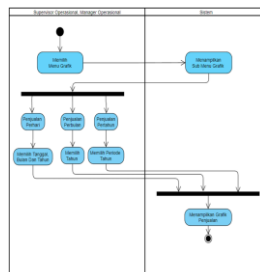 Supervisor Operasional, Manager Operasional
Sistem
Memilih
Menu Grafik
Menampilkan
Sub Menu Grafik
Penjualan
Perhari
Penjualan
Perbulan
Penjualan
Pertahun
Memilih Tanggal,
Bulan Dan Tahun
Memilih
Tahun
Memilih Periode
Tahun
Menampilkan Grafik
Penjualan